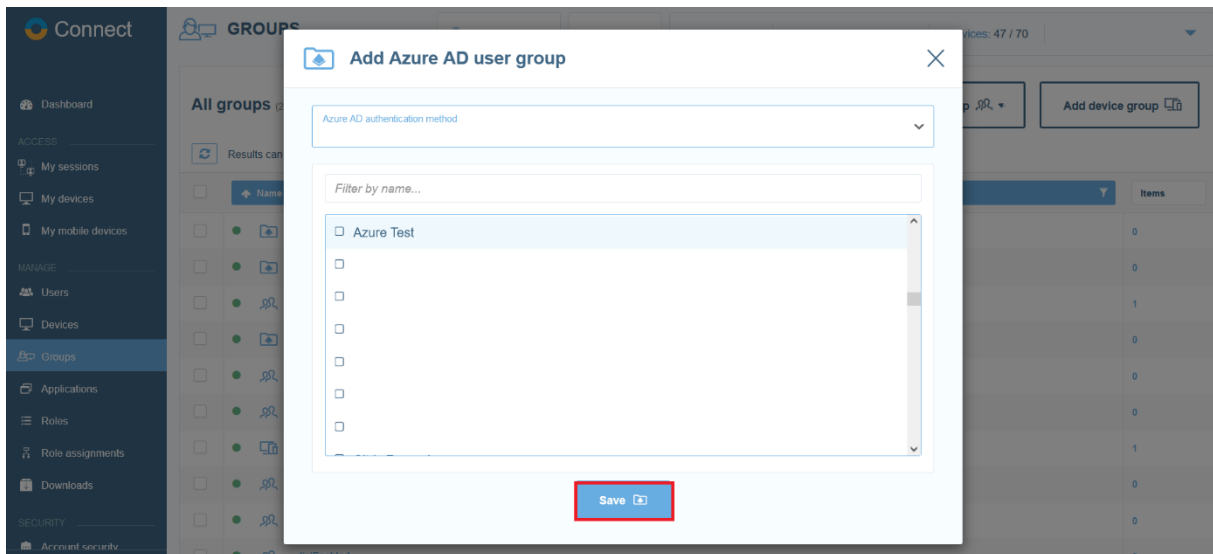 Connect
GROUPS
vices: 47 / 70
Add Azure AD user group
Dashboard
All groups
Add device group
Azure AD authentication method
ACCESS
My sessions
Results can
My devices
Filter by name...
Name
Items
My mobile devices
Azure Test
0
MANAGE
0
Users
1
Devices
0
Groups
0
Applications
0
Roles
1
Role assignments
0
Downloads
Save
0
SECURITY
Account security